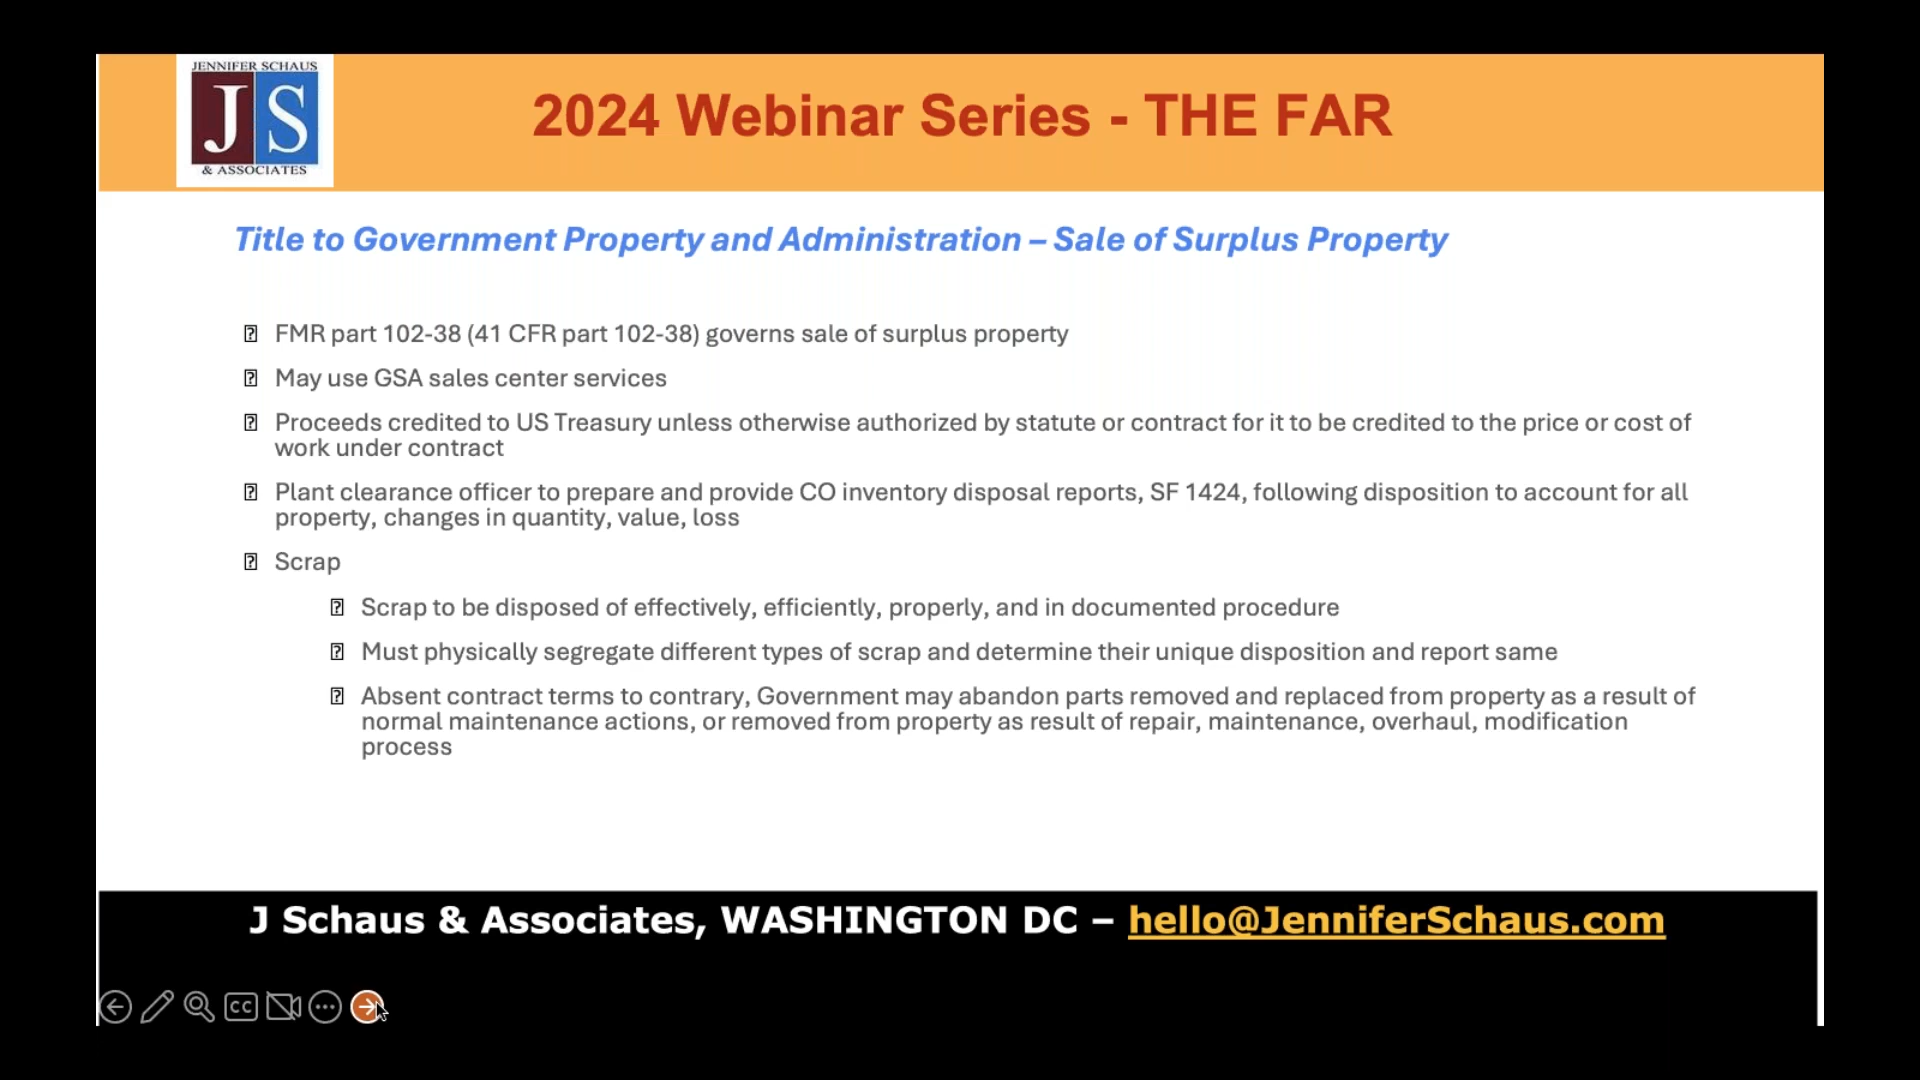 JENNIFER SCHAUS
JS
& ASSOCIATES
2024 Webinar Series - THE FAR
Title to Government Property and Administration – Sale of Surplus Property
FMR part 102-38 (41 CFR part 102-38) governs sale of surplus property
May use GSA sales center services
Proceeds credited to US Treasury unless otherwise authorized by statute or contract for it to be credited to the price or cost of
work under contract
Plant clearance officer to prepare and provide CO inventory disposal reports, SF 1424, following disposition to account for all
property, changes in quantity, value, loss
Scrap
Scrap to be disposed of effectively, efficiently, properly, and in documented procedure
Must physically segregate different types of scrap and determine their unique disposition and report same
Absent contract terms to contrary, Government may abandon parts removed and replaced from property as a result of
normal maintenance actions, or removed from property as result of repair, maintenance, overhaul, modification
process
J Schaus & Associates, WASHINGTON DC – hello@JenniferSchaus.com
CC